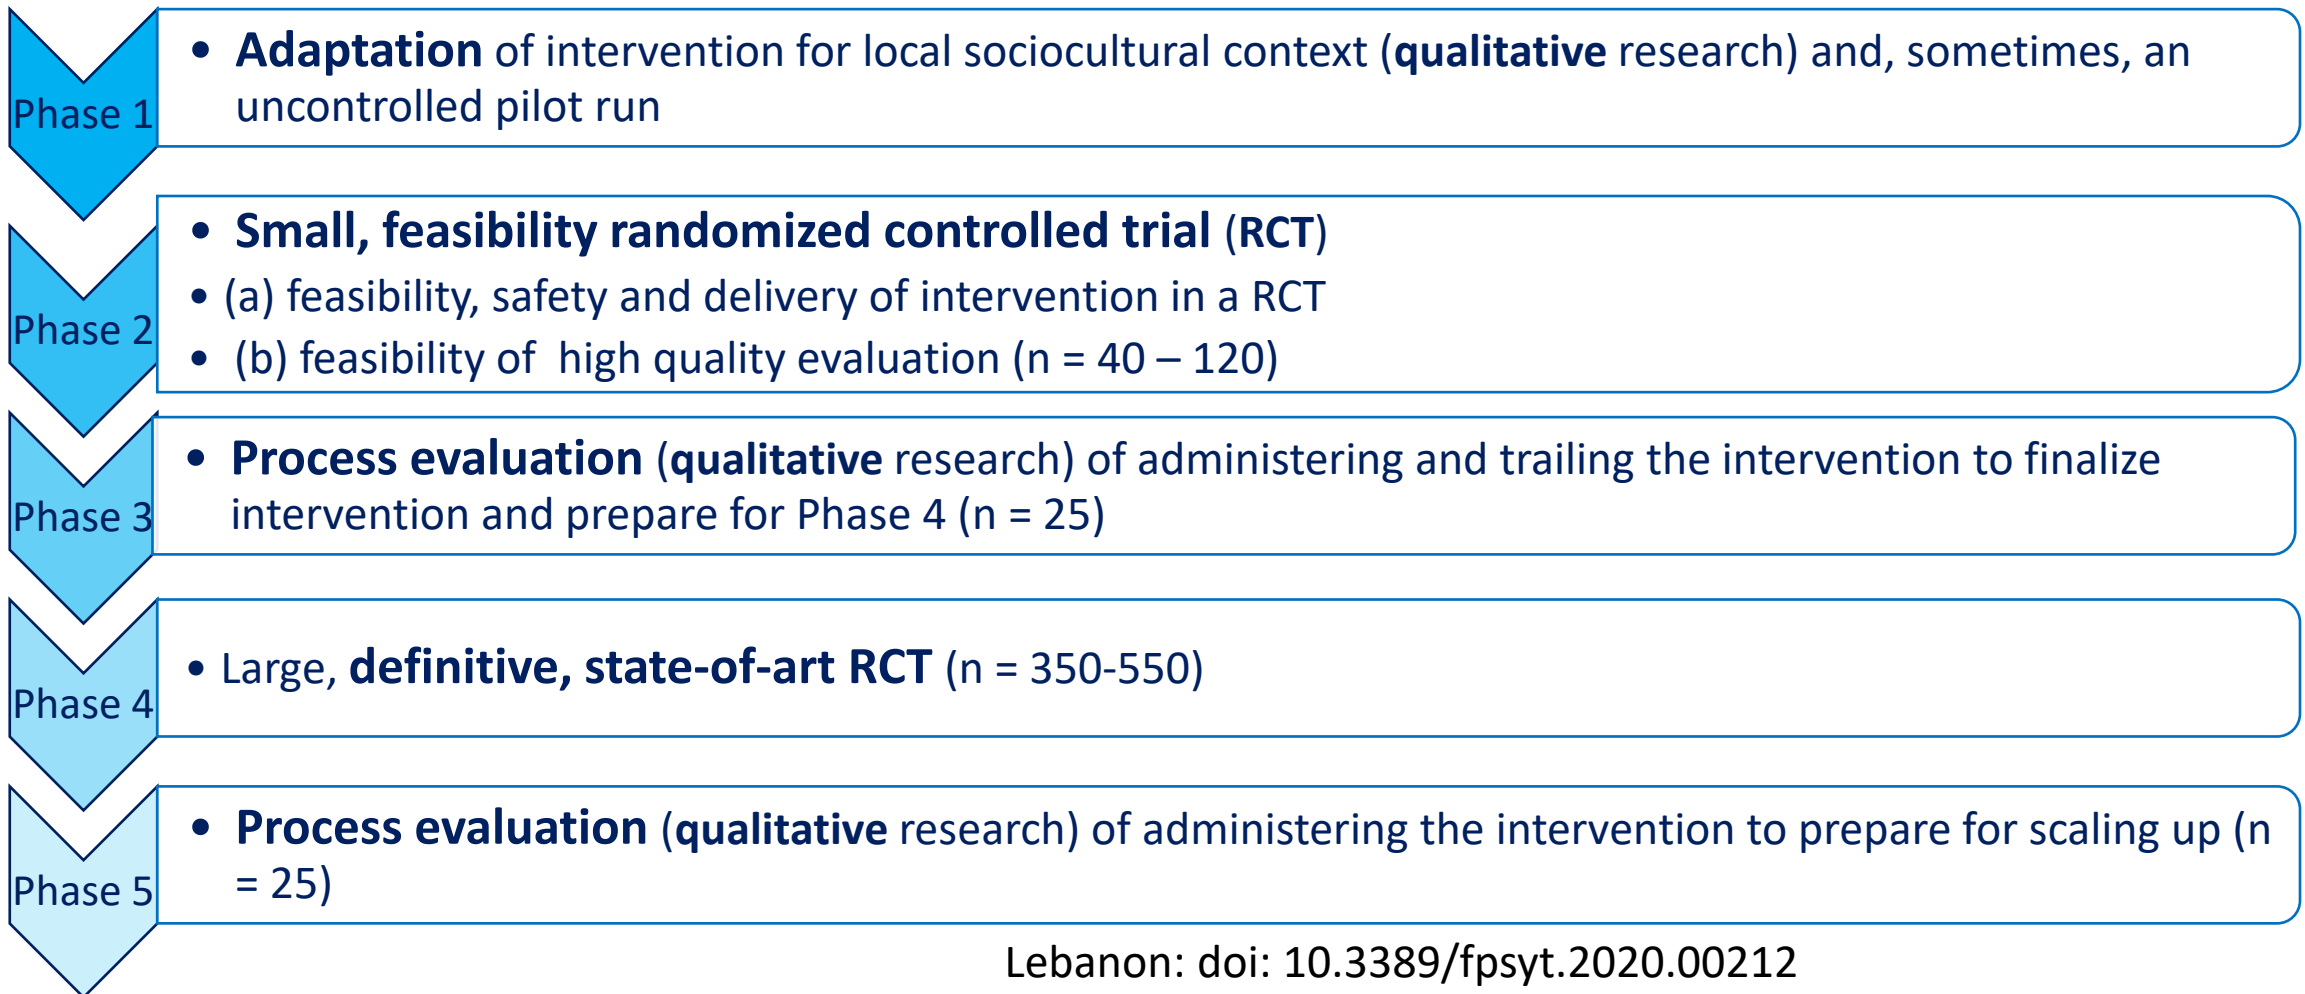 Phase 1
• Adaptation of intervention for local sociocultural context (qualitative research) and, sometimes, an
uncontrolled pilot run
Phase 2
• Small, feasibility randomized controlled trial (RCT)
• (a) feasibility, safety and delivery of intervention in a RCT
• (b) feasibility of high quality evaluation (n = 40 – 120)
Phase 3
• Process evaluation (qualitative research) of administering and trailing the intervention to finalize
intervention and prepare for Phase 4 (n = 25)
Phase 4
• Large, definitive, state-of-art RCT (n = 350-550)
Phase 5
• Process evaluation (qualitative research) of administering the intervention to prepare for scaling up (n
= 25)
Lebanon: doi: 10.3389/fpsyt.2020.00212